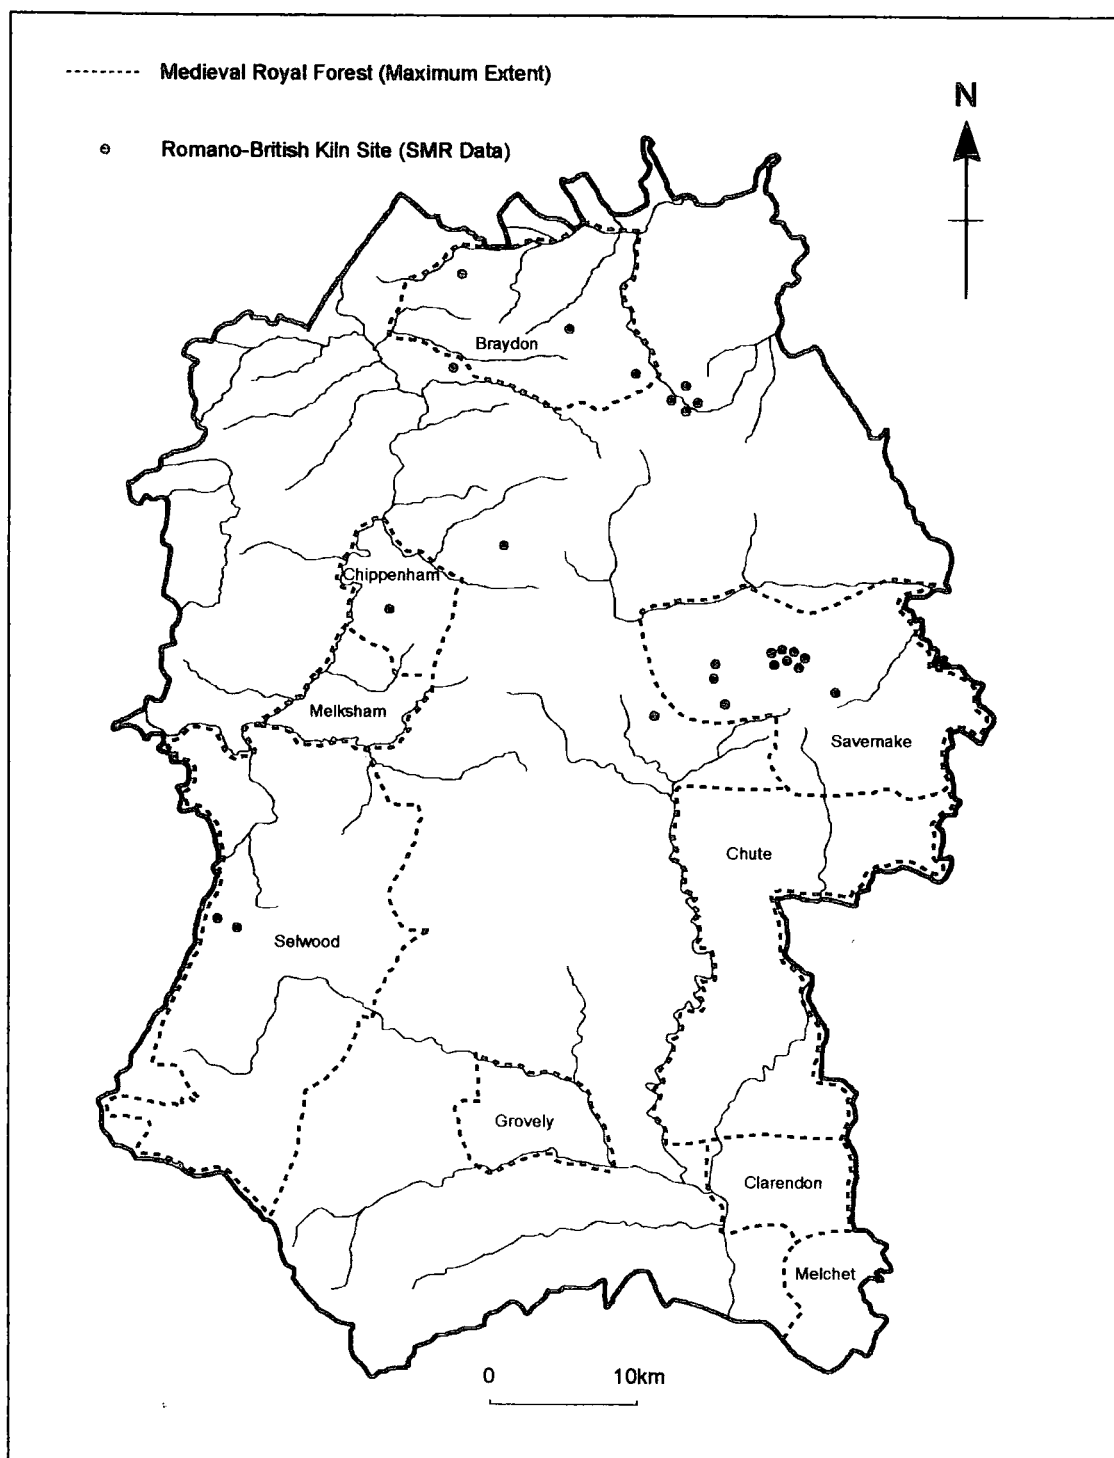 Medieval Royal Forest (Maximum Extent)
N
Romano-British Kiln Site (SMR Data)
Braydon
Chippenham
Melksham
Savernake
Chute
Selwood
Grovely
Clarendon
Melchet
0 10km